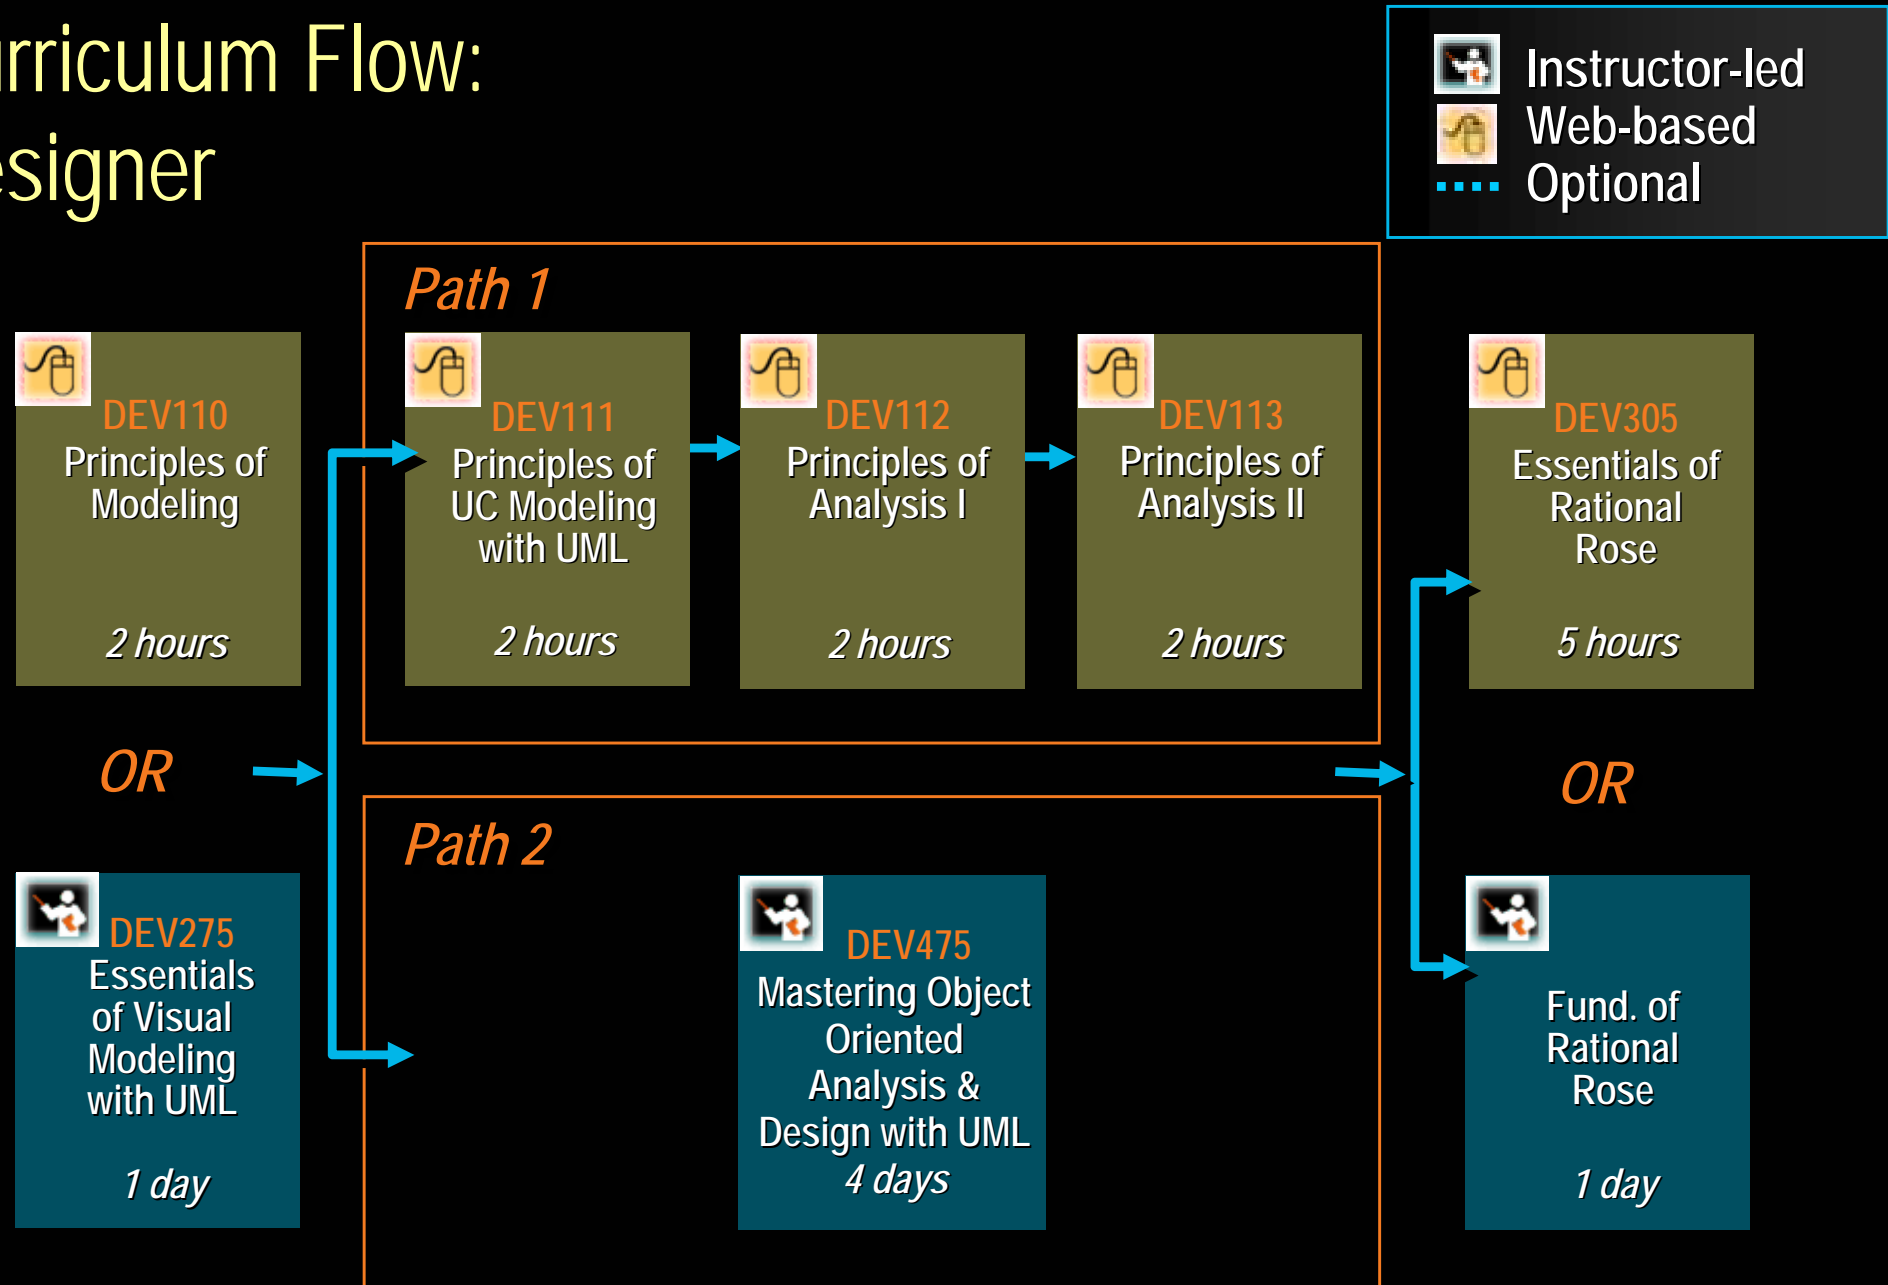 urriculum Flow:
esigner
Instructor-led
Web-based
Optional
Path 1
DEV110
Principles of
Modeling
2 hours
DEV111
Principles of
UC Modeling
with UML
2 hours
DEV112
Principles of
Analysis I
2 hours
DEV113
Principles of
Analysis II
2 hours
DEV305
Essentials of
Rational
Rose
5 hours
OR
OR
Path 2
DEV275
Essentials
of Visual
Modeling
with UML
1 day
DEV475
Mastering Object
Oriented
Analysis &
Design with UML
4 days
Fund. of
Rational
Rose
1 day